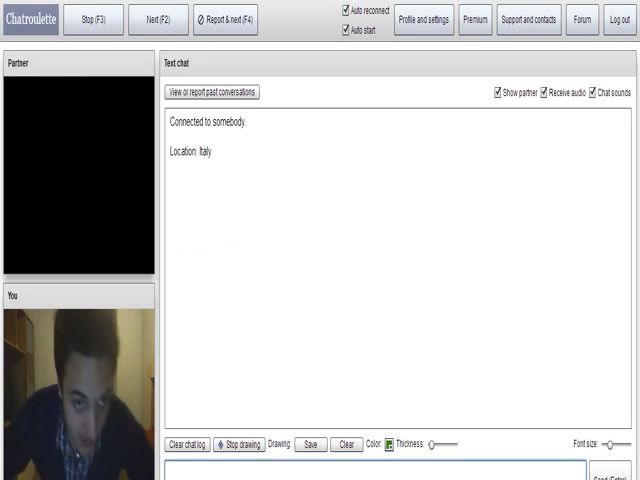 Chatroulette
Stop (F3)
Next (F2)
Report & next (F4)
Auto reconnect
Auto start
Profile and settings
Premium
Support and contacts
Forum
Log out
Partner
Text chat
View or report past conversations
Show partner
Receive audio
Chat sounds
Connected to somebody.
Location: Italy
You
Clear chat log
Stop drawing
Drawing:
Save
Clear
Color:
Thickness:
Font size:
Send (Enter)